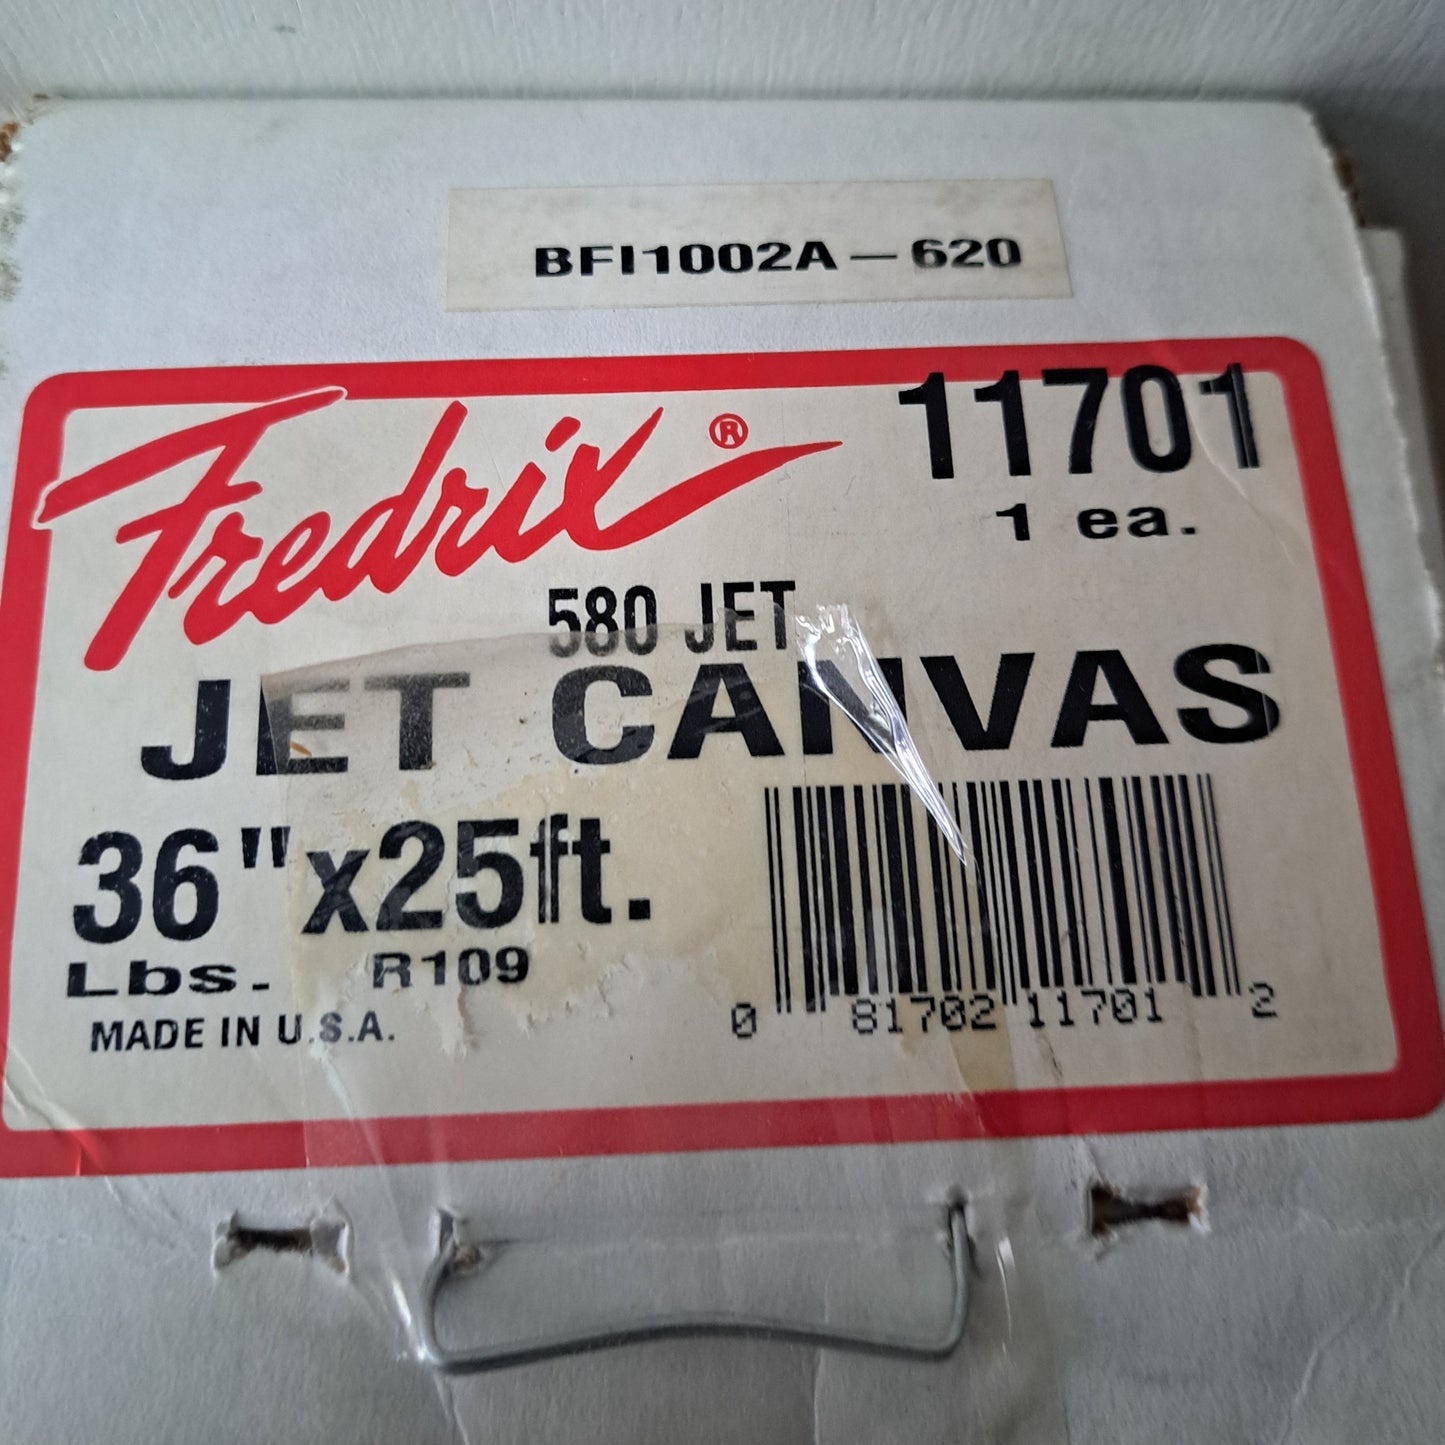 BFI1002A — 620
Fredrix®
11701
1 ea.
580 JET
JET CANVAS
36"x25ft.
Lbs. R109
MADE IN U.S.A.
0 81702 11701 2